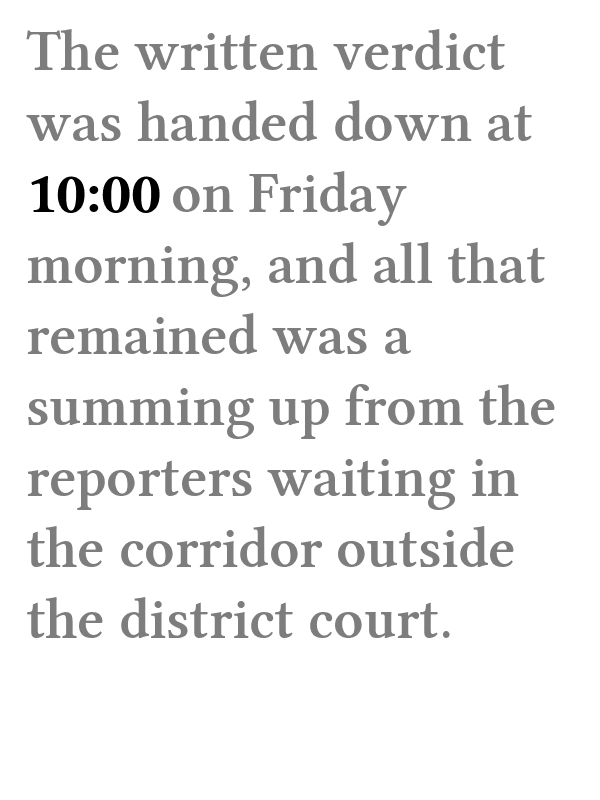 The written verdict
was handed down at
10:00 on Friday
morning, and all that
remained was a
summing up from the
reporters waiting in
the corridor outside
the district court.